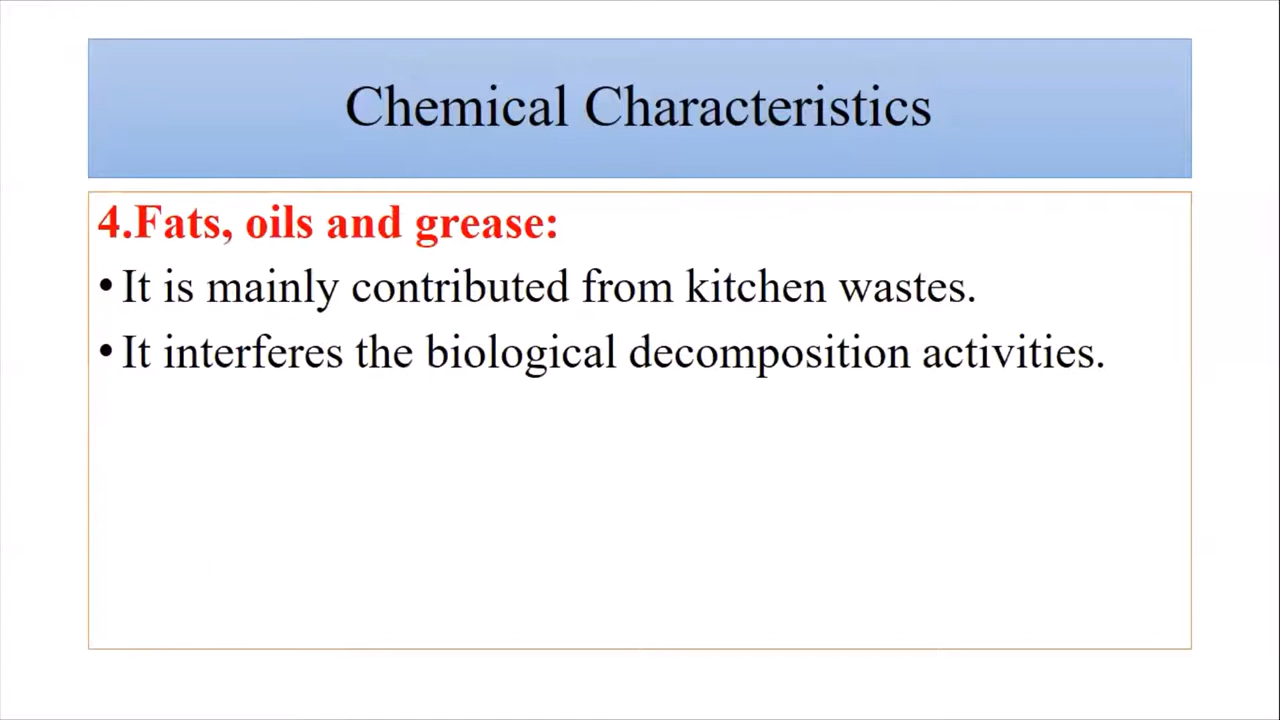 Chemical Characteristics
4.Fats, oils and grease:
•It is mainly contributed from kitchen wastes.
•It interferes the biological decomposition activities.